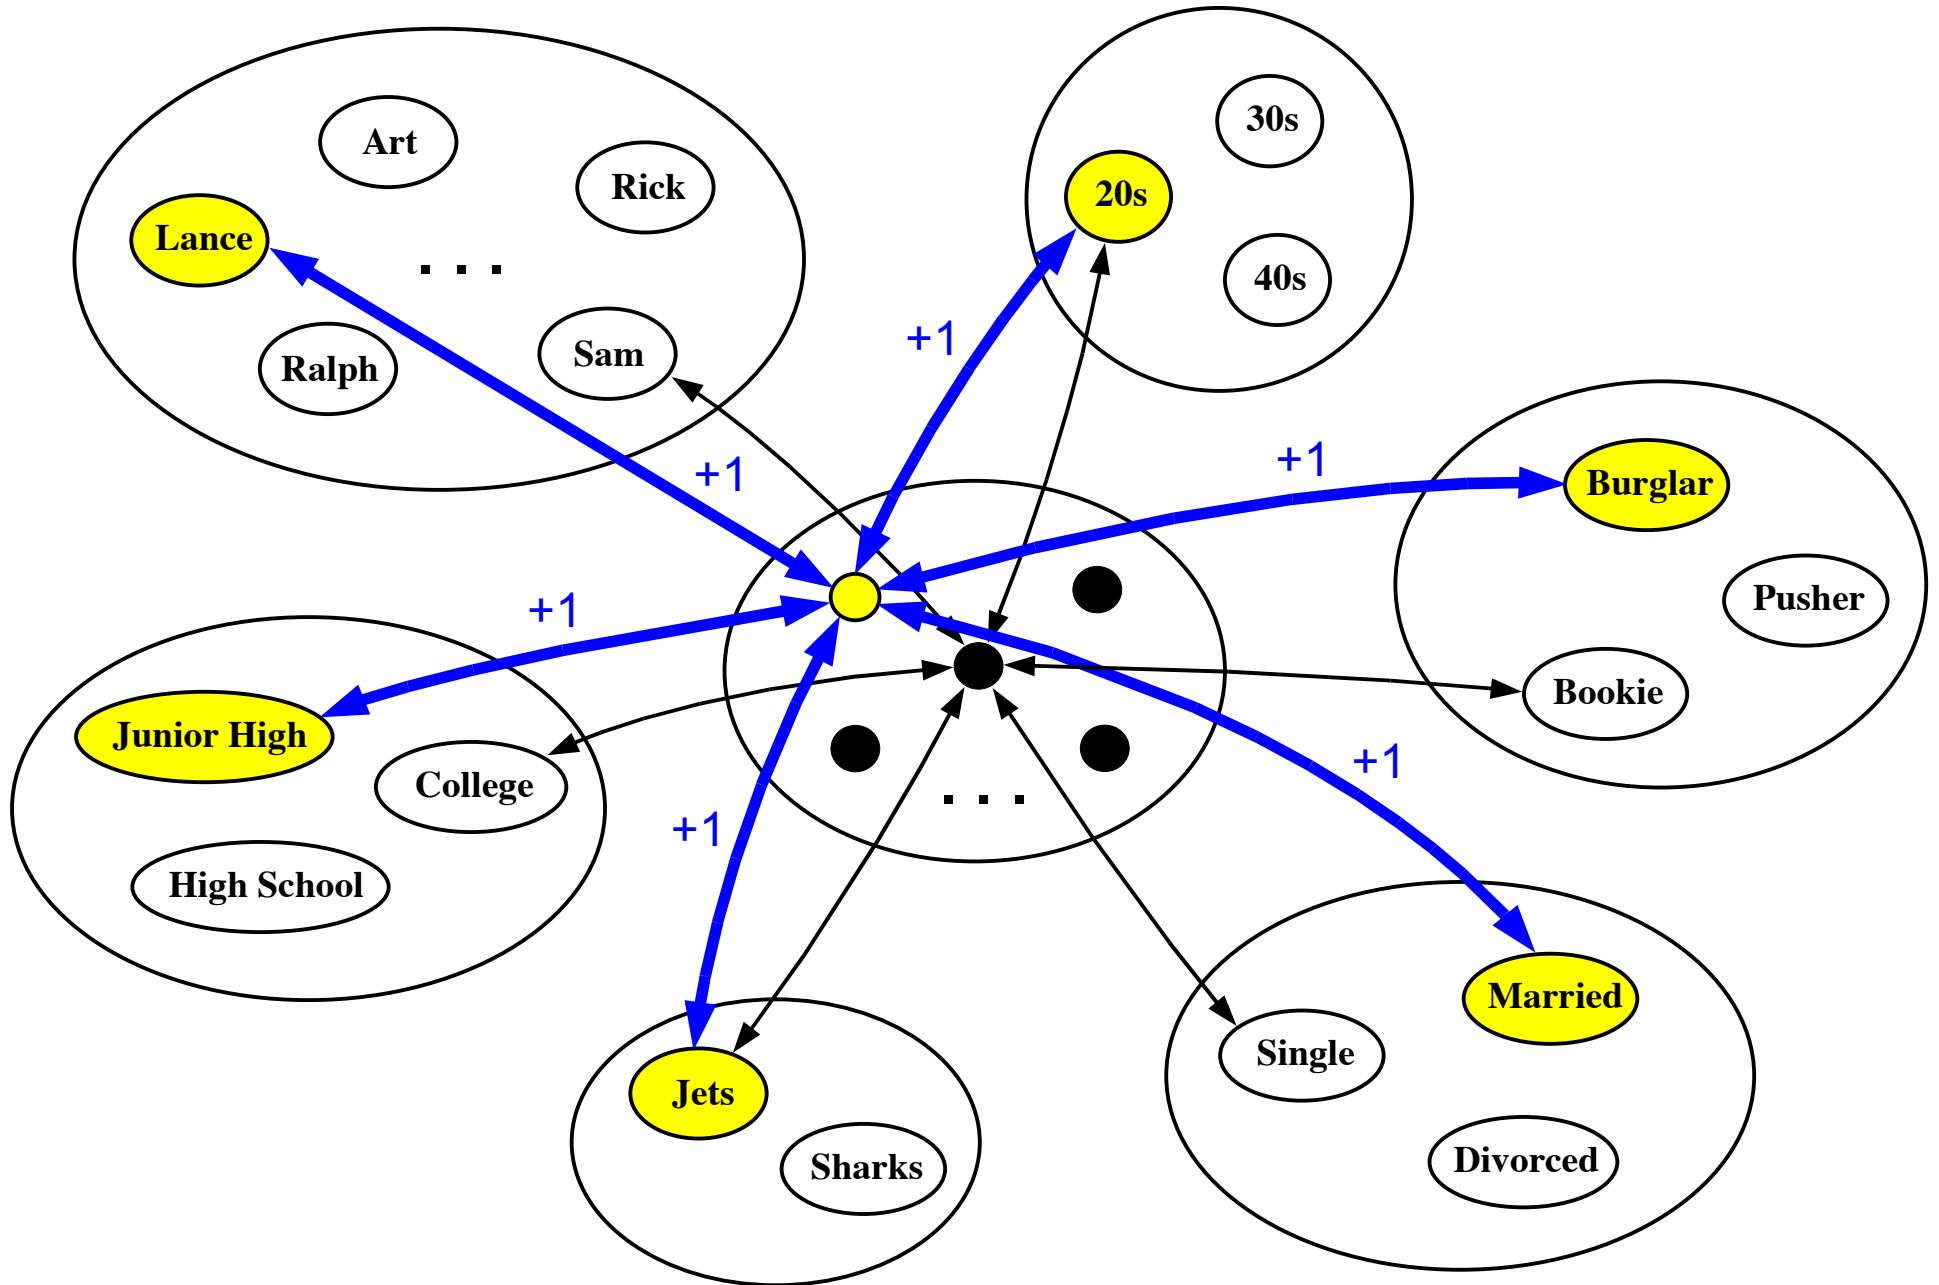 Art
Rick
Lance
. . .
Ralph
Sam
30s
20s
40s
+1
+1
+1
Burglar
Pusher
Bookie
+1
Junior High
College
High School
. . .
+1
+1
Jets
Sharks
Married
Single
Divorced